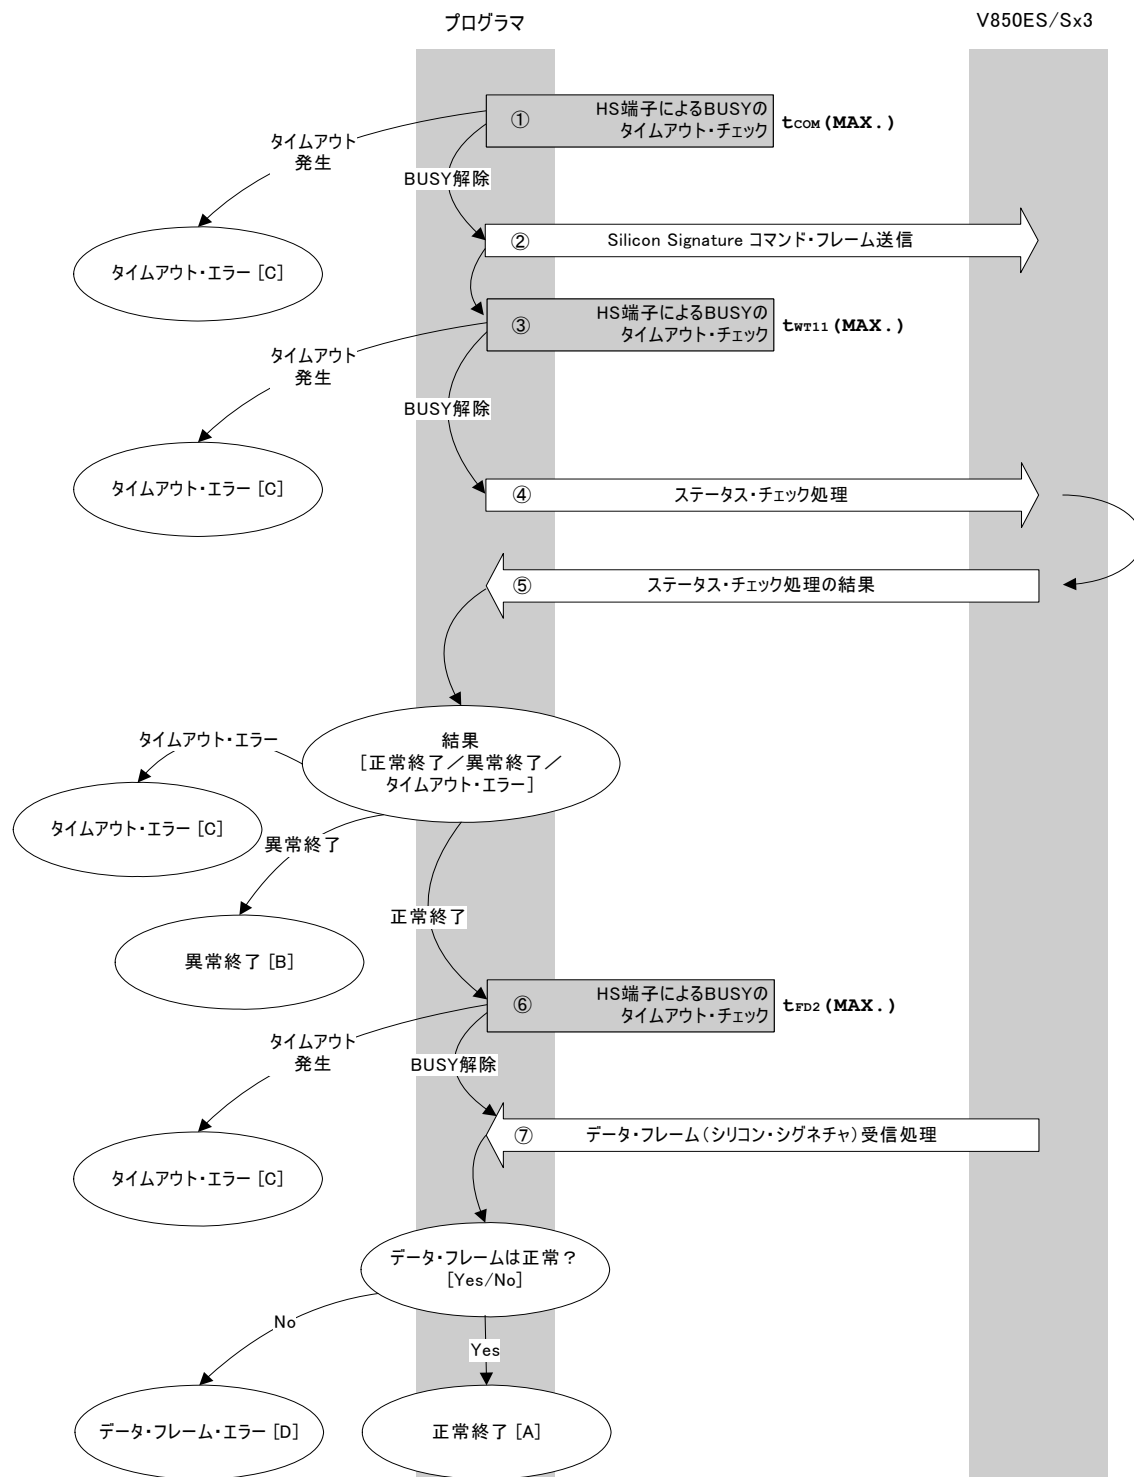 プログラマ
V850ES/Sx3
① HS端子によるBUSYの
タイムアウト・チェック
tCOM(MAX.)
タイムアウト
発生
BUSY解除
② Silicon Signature コマンド・フレーム送信
タイムアウト・エラー [C]
③ HS端子によるBUSYの
タイムアウト・チェック
tWT11(MAX.)
タイムアウト
発生
BUSY解除
タイムアウト・エラー [C]
④ ステータス・チェック処理
⑤ ステータス・チェック処理の結果
結果
[正常終了／異常終了／
タイムアウト・エラー]
タイムアウト・エラー
タイムアウト・エラー [C]
異常終了
正常終了
異常終了 [B]
⑥ HS端子によるBUSYの
タイムアウト・チェック
tFD2(MAX.)
タイムアウト
発生
BUSY解除
⑦ データ・フレーム（シリコン・シグネチャ）受信処理
タイムアウト・エラー [C]
データ・フレームは正常？
[Yes/No]
No
Yes
データ・フレーム・エラー [D]
正常終了 [A]